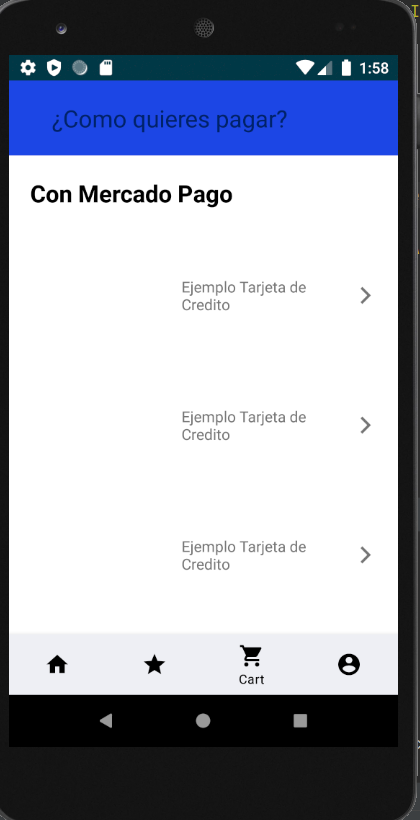 1:58
¿Como quieres pagar?
Con Mercado Pago
Ejemplo Tarjeta de
Credito
Ejemplo Tarjeta de
Credito
Ejemplo Tarjeta de
Credito
Cart